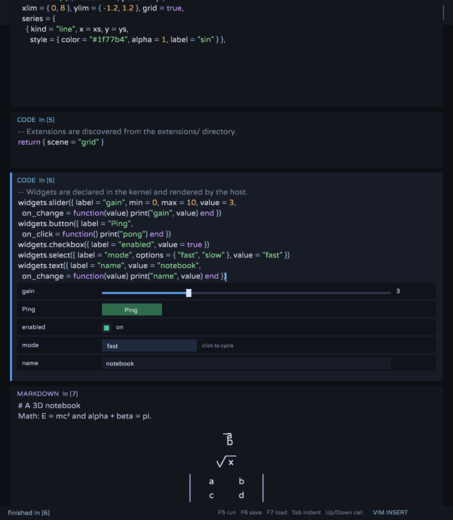 xlim = { 0, 8 }, ylim = { -1.2, 1.2 }, grid = true,
series = {
{ kind = "line", x = xs, y = ys,
style = { color = "#1f77b4", alpha = 1, label = "sin" } },
CODE In [5]
-- Extensions are discovered from the extensions/ directory.
return { scene = "grid" }
CODE In [6]
-- Widgets are declared in the kernel and rendered by the host.
widgets.slider({ label = "gain", min = 0, max = 10, value = 3,
on_change = function(value) print("gain", value) end })
widgets.button({ label = "Ping",
on_click = function() print("pong") end })
widgets.checkbox({ label = "enabled", value = true })
widgets.select({ label = "mode", options = { "fast", "slow" }, value = "fast" })
widgets.text({ label = "name", value = "notebook",
on_change = function(value) print("name", value) end })
gain 3
Ping Ping
enabled on
mode fast click to cycle
name notebook
MARKDOWN In [7]
# A 3D notebook
Math: E = mc² and alpha + beta = pi.
a
b
√x
a b
c d
finished In [6] F5 run F6 save F7 load Tab indent Up/Down cell VIM INSERT